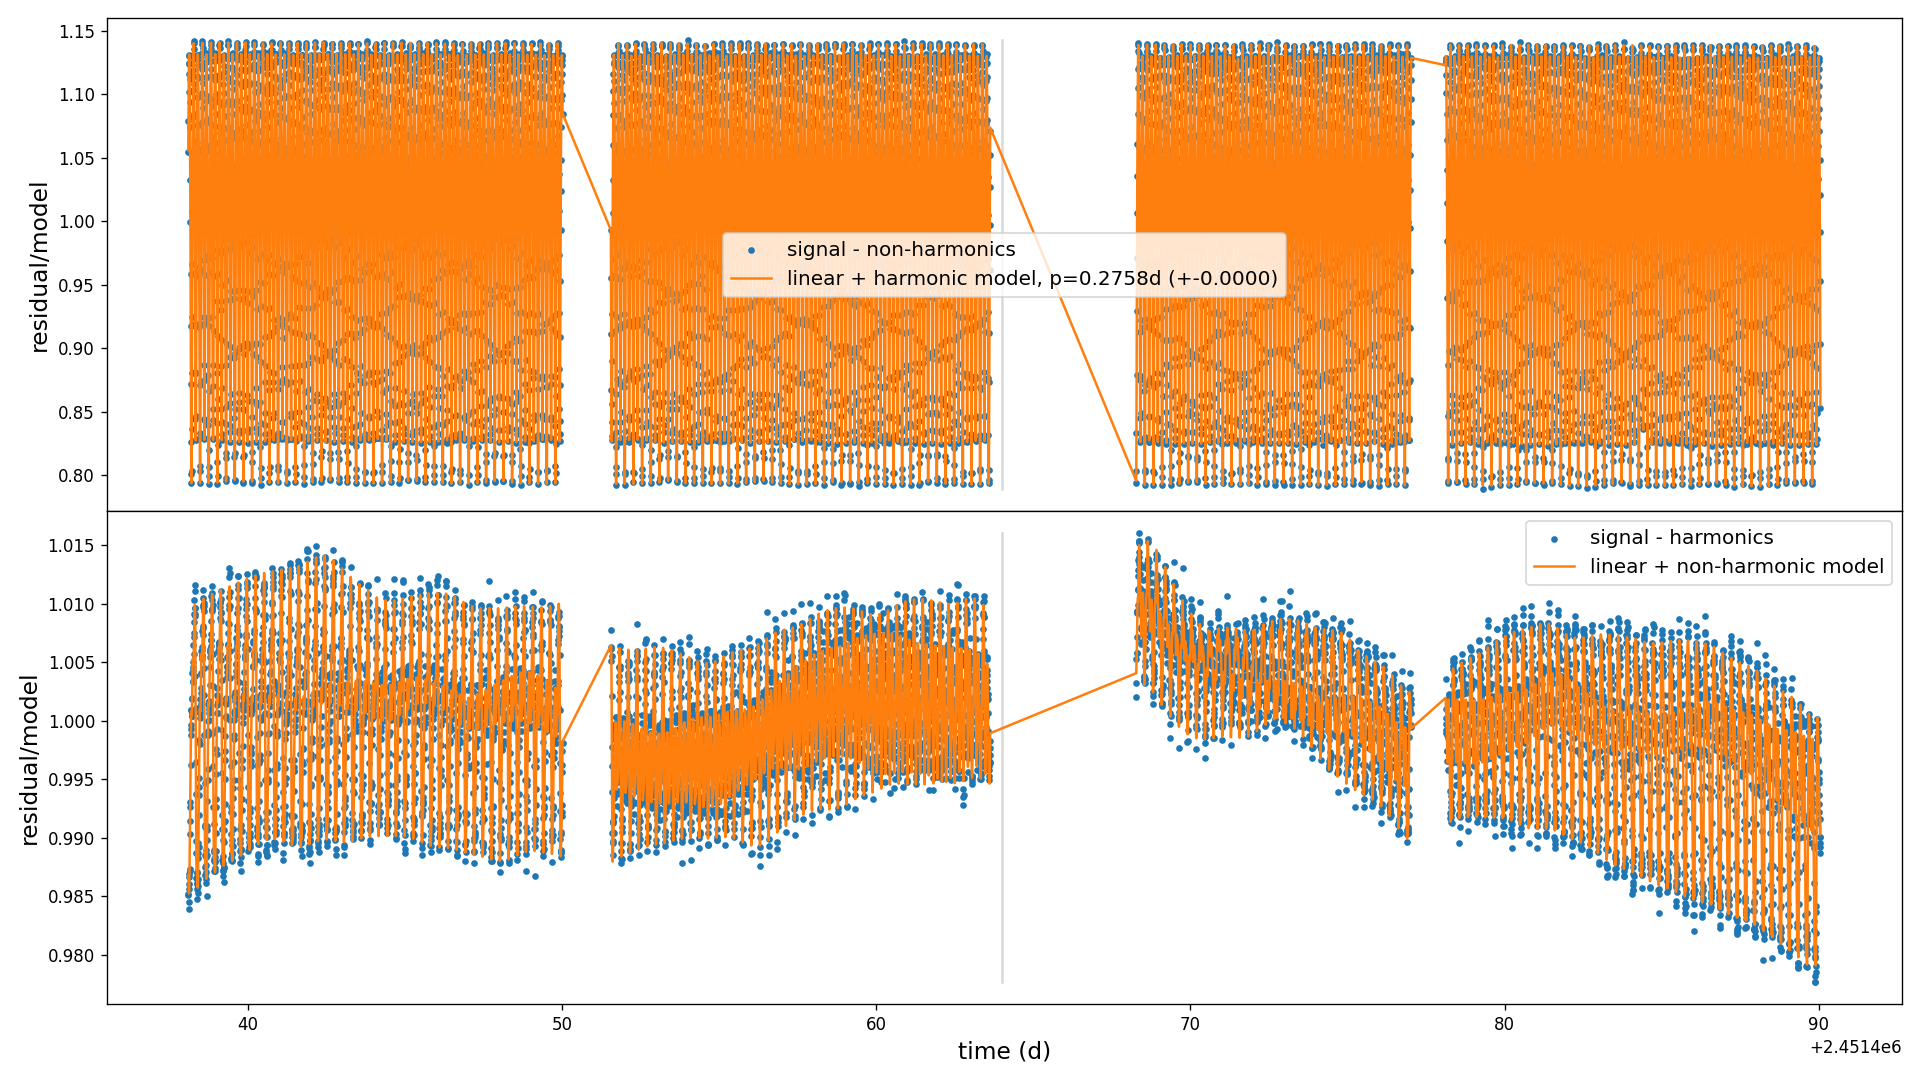 1.15
1.10
1.05
1.00
0.95
0.90
0.85
0.80
residual/model
signal - non-harmonics
linear + harmonic model, p=0.2758d (+-0.0000)
1.015
1.010
1.005
1.000
0.995
0.990
0.985
0.980
residual/model
signal - harmonics
linear + non-harmonic model
40 50 60 70 80 90
time (d)
+2.4514e6